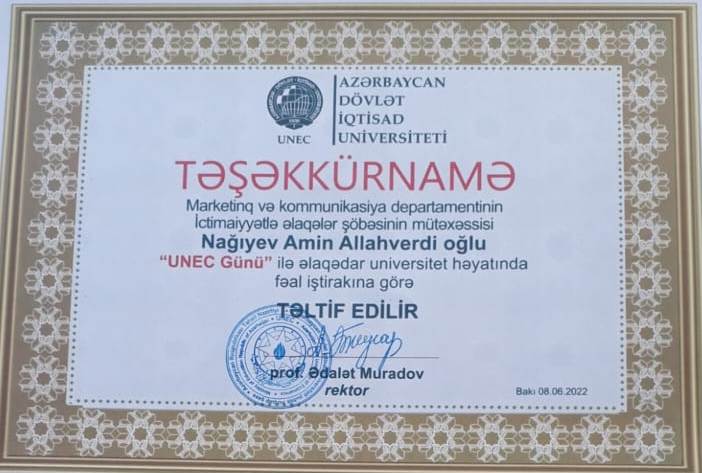 UNEC
AZƏRBAYCAN
DÖVLƏT
İQTİSAD
UNİVERSİTETİ
TƏŞƏKKÜRNAMƏ
Marketinq və kommunikasiya departamentinin
İctimaiyyətlə əlaqələr şöbəsinin mütəxəssisi
Nağıyev Amin Allahverdi oğlu
“UNEC Günü” ilə əlaqədar universitet həyatında
fəal iştirakına görə
TƏLTİF EDİLİR
prof. Ədalət Muradov
rektor
Bakı 08.06.2022